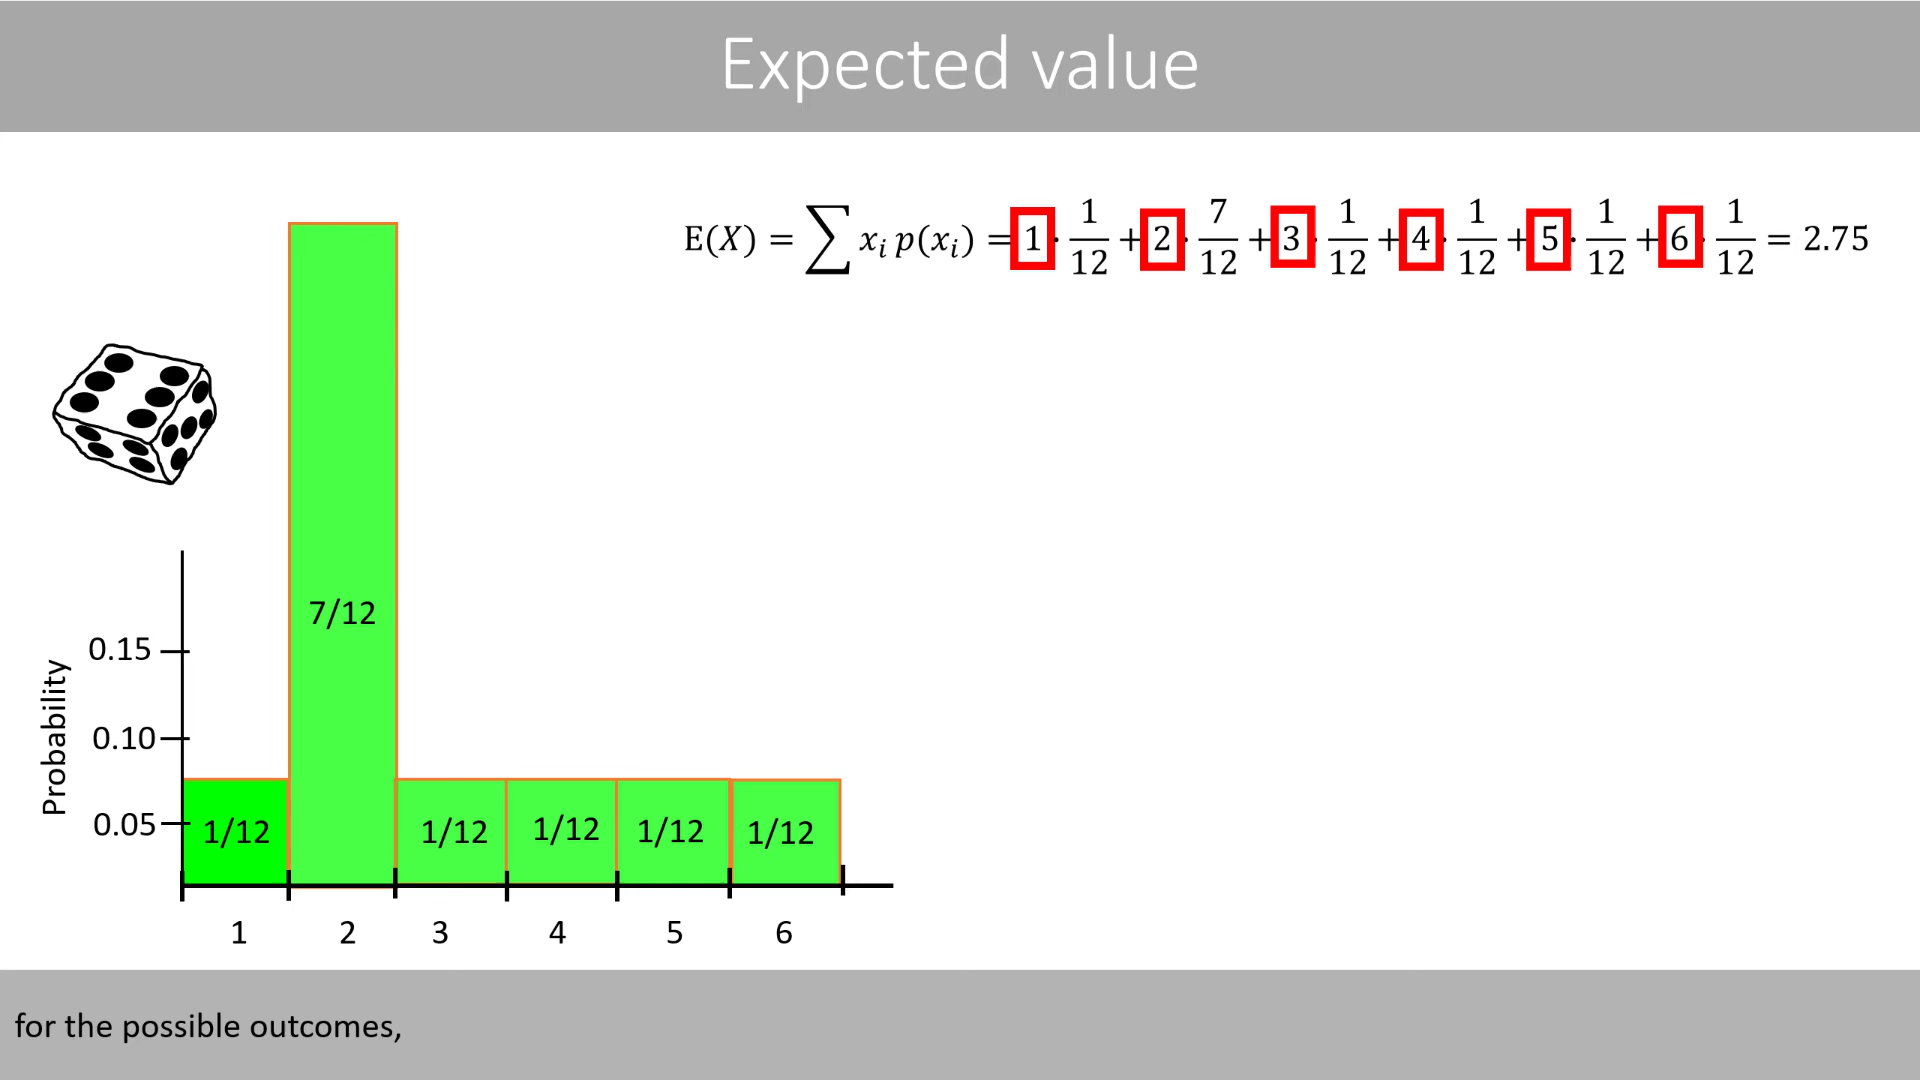 Expected value
E(X) = ∑ xᵢ p(xᵢ) = 1 · 1/12 + 2 · 7/12 + 3 · 1/12 + 4 · 1/12 + 5 · 1/12 + 6 · 1/12 = 2.75
7/12
Probability
0.15
0.10
0.05
1/12 1/12 1/12 1/12 1/12
1 2 3 4 5 6
for the possible outcomes,